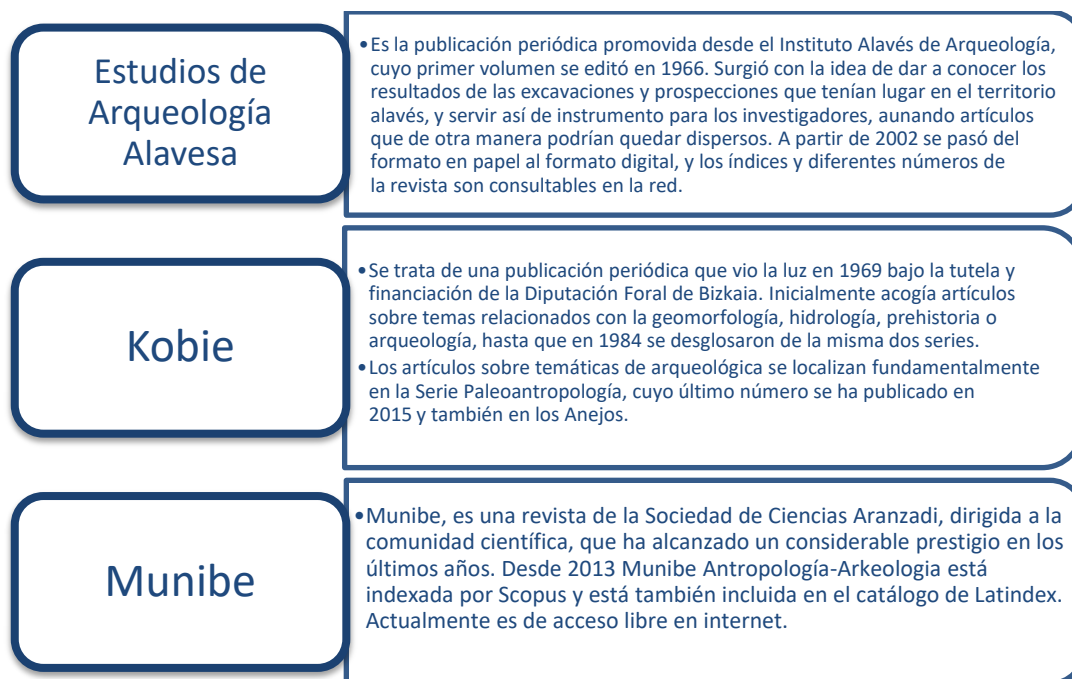 Estudios de
Arqueología
Alavesa
•Es la publicación periódica promovida desde el Instituto Alavés de Arqueología,
cuyo primer volumen se editó en 1966. Surgió con la idea de dar a conocer los
resultados de las excavaciones y prospecciones que tenían lugar en el territorio
alavés, y servir así de instrumento para los investigadores, aunando artículos
que de otra manera podrían quedar dispersos. A partir de 2002 se pasó del
formato en papel al formato digital, y los índices y diferentes números de
la revista son consultables en la red.
Kobie
•Se trata de una publicación periódica que vio la luz en 1969 bajo la tutela y
financiación de la Diputación Foral de Bizkaia. Inicialmente acogía artículos
sobre temas relacionados con la geomorfología, hidrología, prehistoria o
arqueología, hasta que en 1984 se desglosaron de la misma dos series.
•Los artículos sobre temáticas de arqueológica se localizan fundamentalmente
en la Serie Paleoantropología, cuyo último número se ha publicado en
2015 y también en los Anejos.
Munibe
•Munibe, es una revista de la Sociedad de Ciencias Aranzadi, dirigida a la
comunidad científica, que ha alcanzado un considerable prestigio en los
últimos años. Desde 2013 Munibe Antropología-Arkeologia está
indexada por Scopus y está también incluida en el catálogo de Latindex.
Actualmente es de acceso libre en internet.